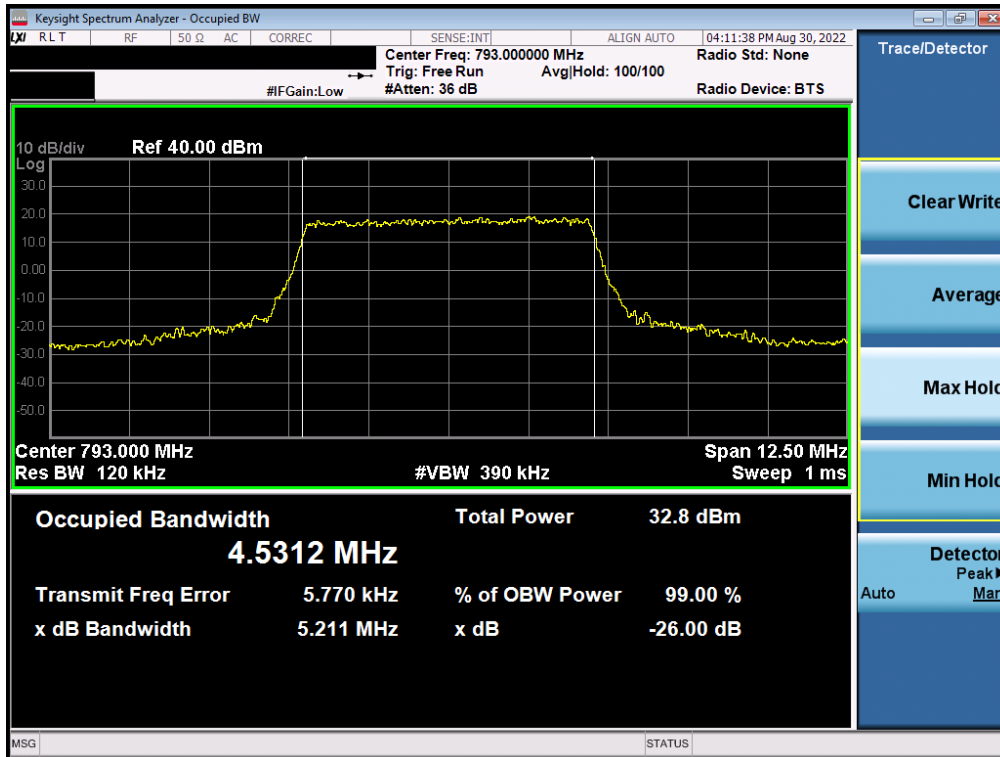 Keysight Spectrum Analyzer - Occupied BW
LXI RLT RF 50 Ω AC CORREC SENSE:INT ALIGN AUTO 04:11:38 PM Aug 30, 2022
Center Freq: 793.000000 MHz Radio Std: None
Trig: Free Run Avg|Hold: 100/100
#IFGain:Low #Atten: 36 dB Radio Device: BTS
Trace/Detector
10 dB/div Ref 40.00 dBm
Log
30.0
20.0
10.0
0.00
-10.0
-20.0
-30.0
-40.0
-50.0
Center 793.000 MHz Span 12.50 MHz
Res BW 120 kHz #VBW 390 kHz Sweep 1 ms
Occupied Bandwidth Total Power 32.8 dBm
4.5312 MHz
Transmit Freq Error 5.770 kHz % of OBW Power 99.00 %
x dB Bandwidth 5.211 MHz x dB -26.00 dB
Clear Write
Average
Max Hold
Min Hold
Detector
Peak
Auto Man
MSG STATUS